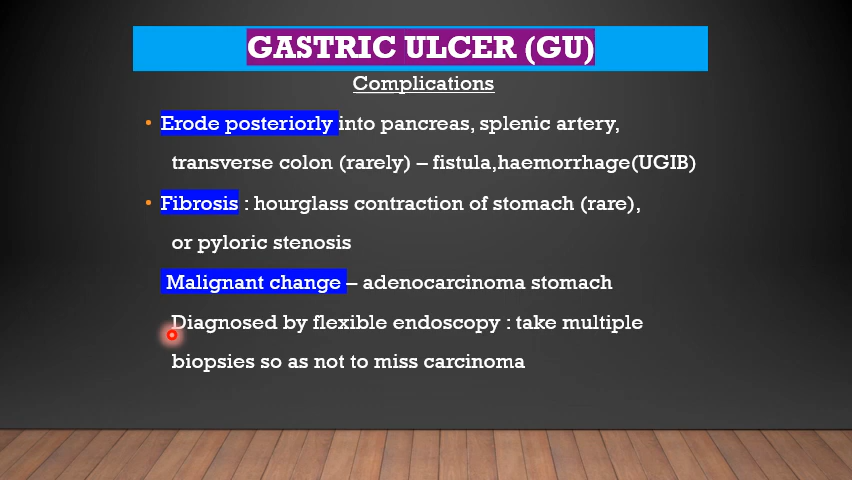 GASTRIC ULCER (GU)
Complications
• Erode posteriorly into pancreas, splenic artery,
transverse colon (rarely) – fistula,haemorrhage(UGIB)
• Fibrosis : hourglass contraction of stomach (rare),
or pyloric stenosis
Malignant change – adenocarcinoma stomach
Diagnosed by flexible endoscopy : take multiple
biopsies so as not to miss carcinoma